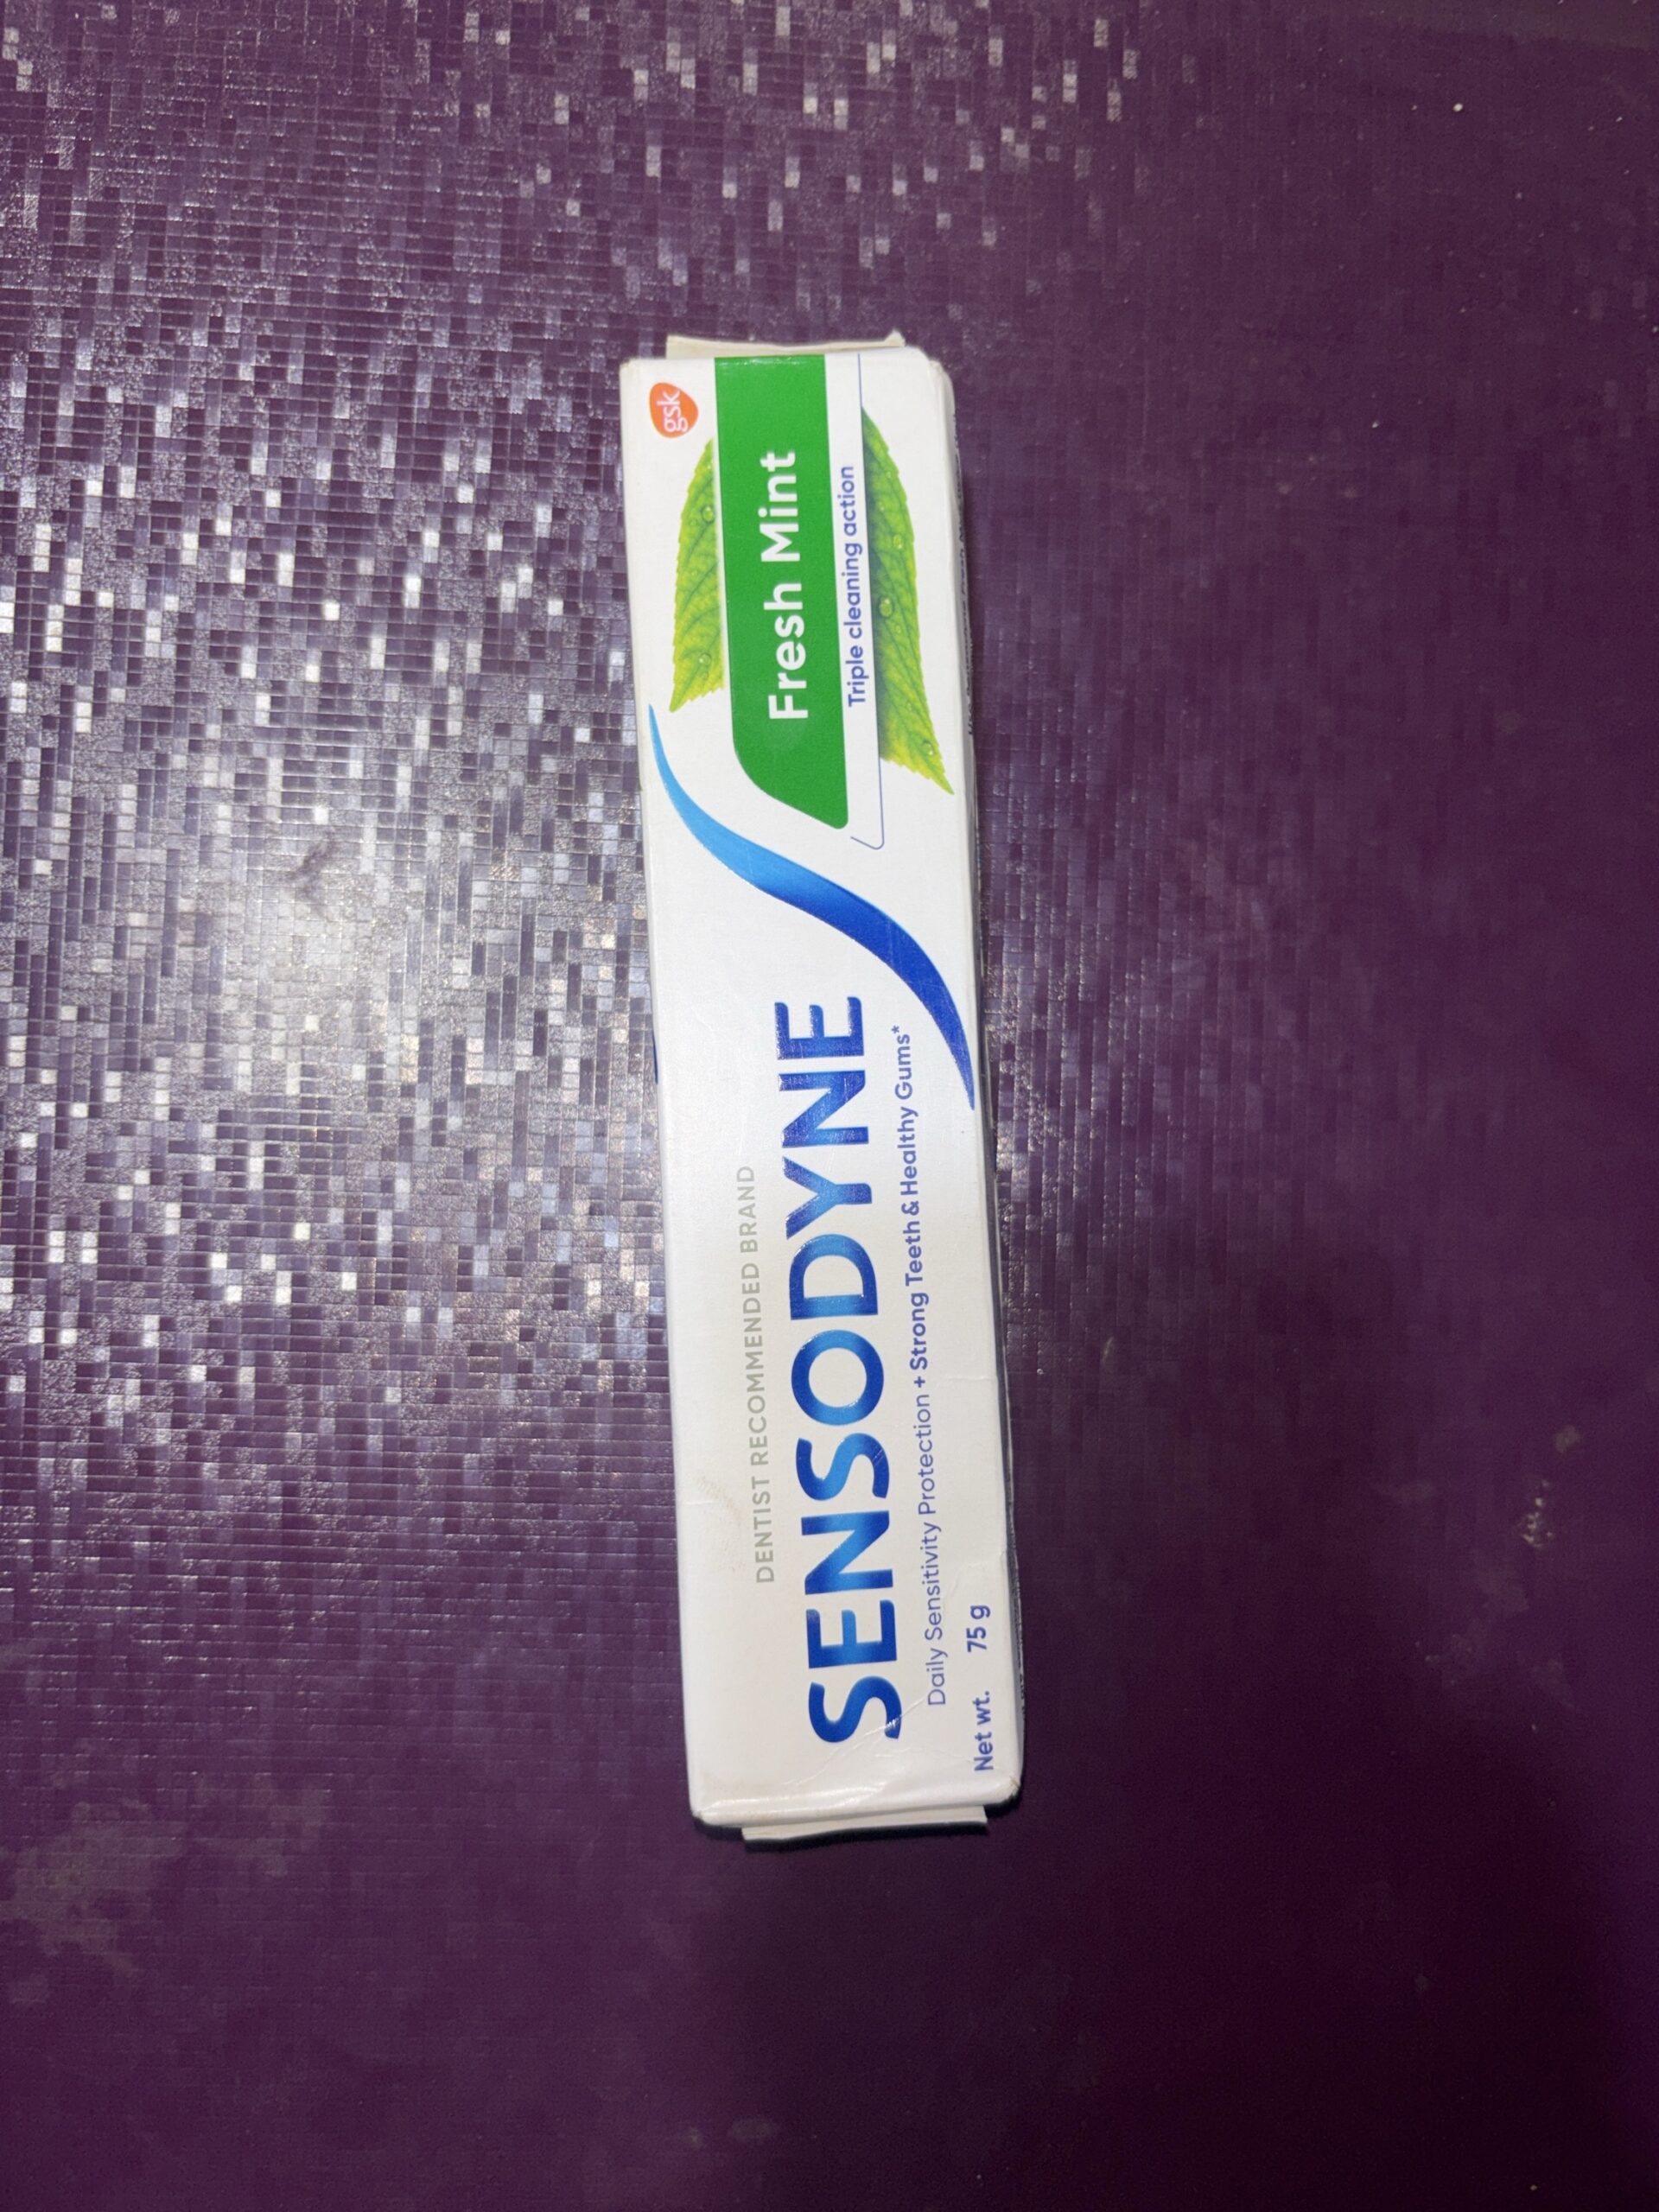 DENTIST RECOMMENDED BRAND
SENSODYNE
Daily Sensitivity Protection + Strong Teeth & Healthy Gums*
Net wt. 75 g
gsk
Fresh Mint
Triple cleaning action